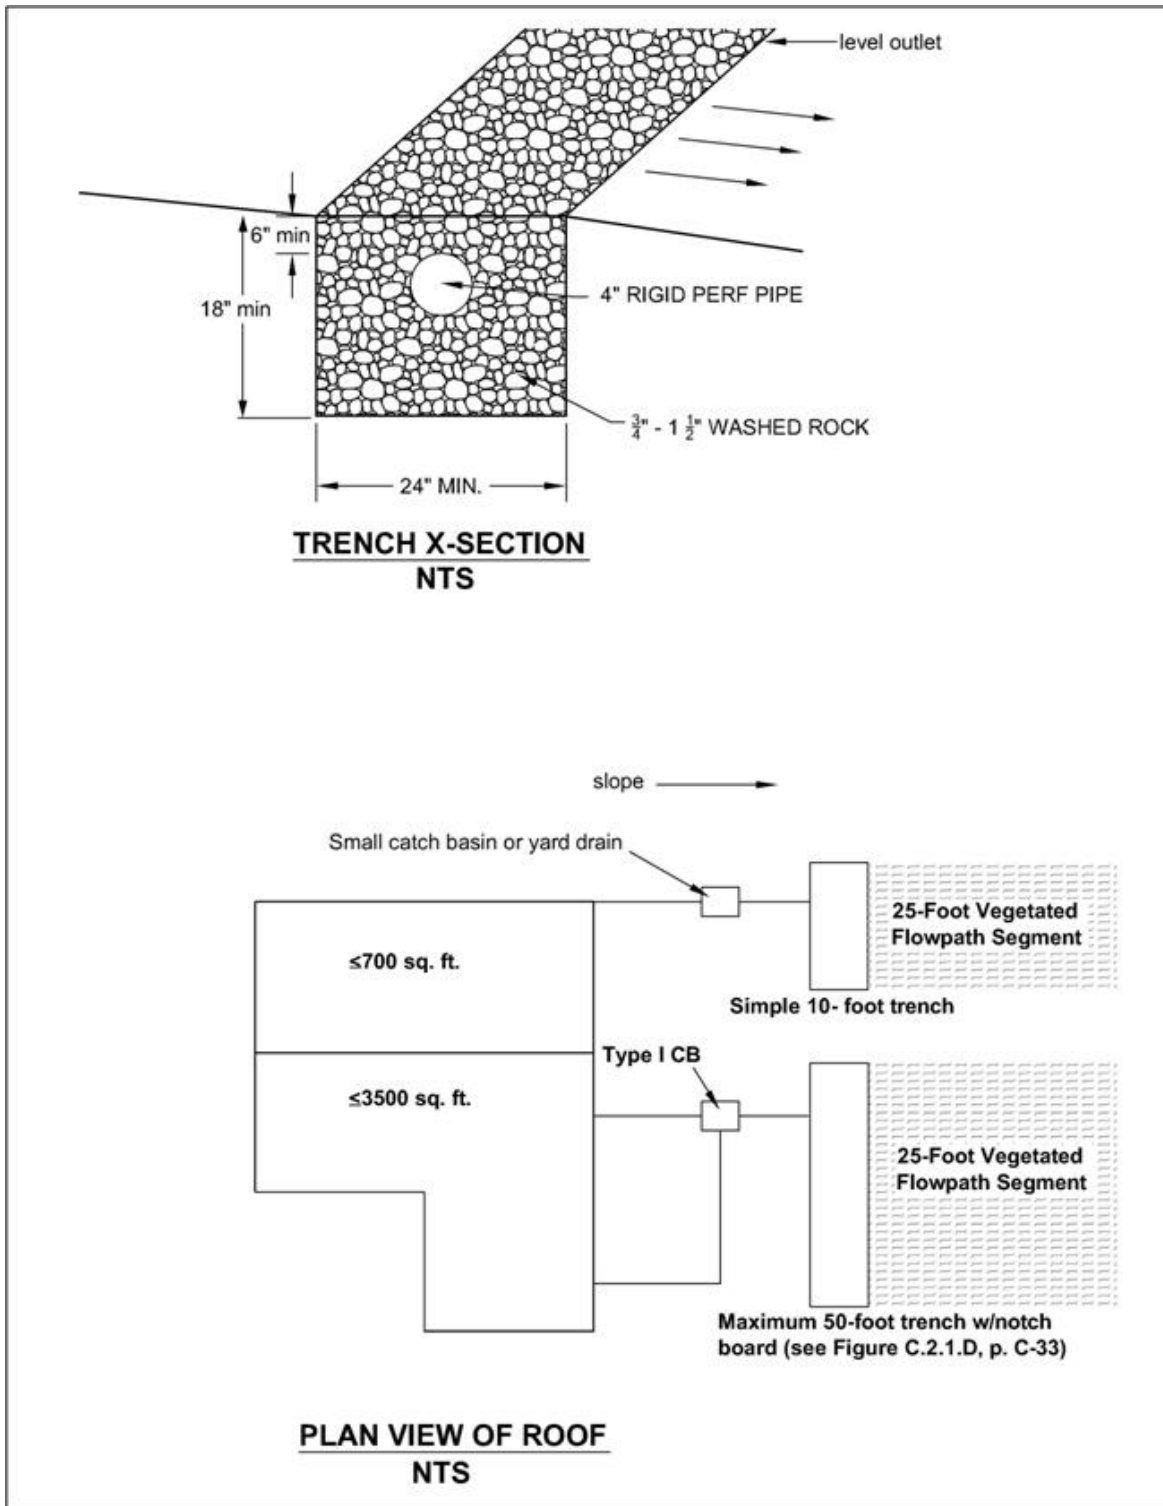 level outlet
6" min
18" min
4" RIGID PERF PIPE
3/4" - 1 1/2" WASHED ROCK
24" MIN.
TRENCH X-SECTION
NTS
slope
Small catch basin or yard drain
≤700 sq. ft.
25-Foot Vegetated
Flowpath Segment
Simple 10- foot trench
Type I CB
≤3500 sq. ft.
25-Foot Vegetated
Flowpath Segment
Maximum 50-foot trench w/notch
board (see Figure C.2.1.D, p. C-33)
PLAN VIEW OF ROOF
NTS